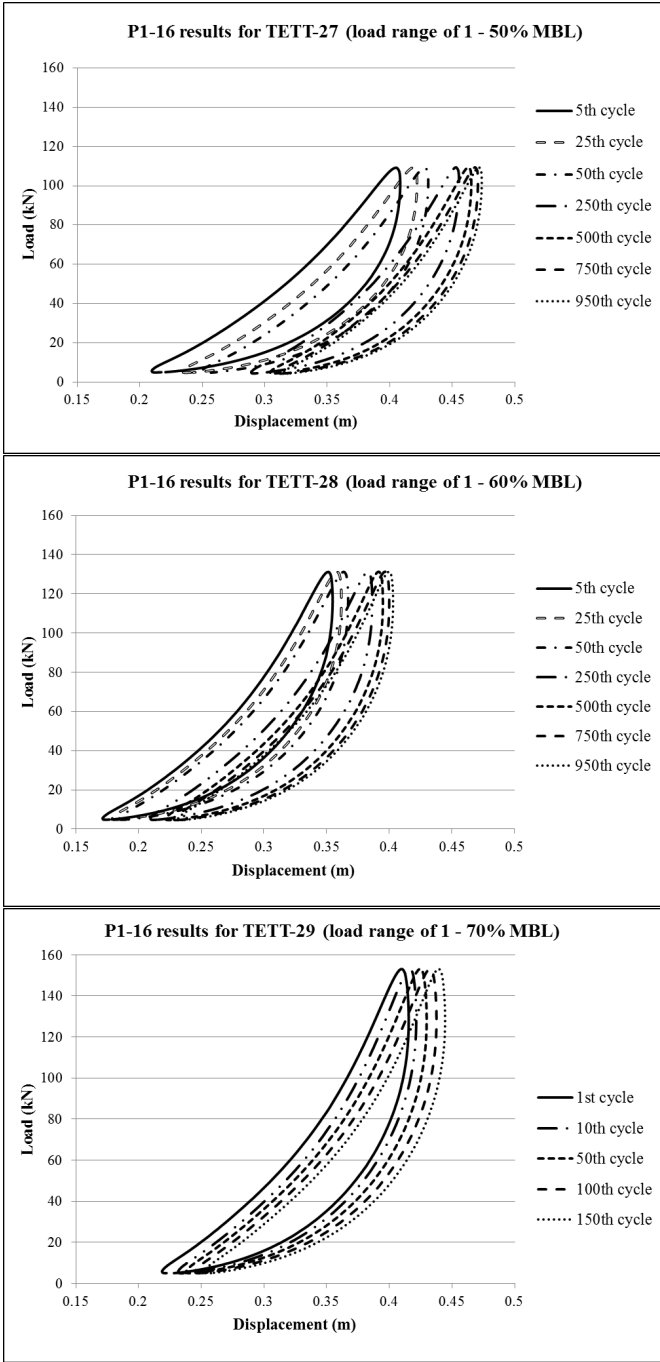 P1-16 results for TETT-27 (load range of 1 - 50% MBL)
160
140
120
100
80
60
40
20
0
Load (kN)
0.15 0.2 0.25 0.3 0.35 0.4 0.45 0.5
Displacement (m)
5th cycle
25th cycle
50th cycle
250th cycle
500th cycle
750th cycle
950th cycle
P1-16 results for TETT-28 (load range of 1 - 60% MBL)
160
140
120
100
80
60
40
20
0
Load (kN)
0.15 0.2 0.25 0.3 0.35 0.4 0.45 0.5
Displacement (m)
5th cycle
25th cycle
50th cycle
250th cycle
500th cycle
750th cycle
950th cycle
P1-16 results for TETT-29 (load range of 1 - 70% MBL)
160
140
120
100
80
60
40
20
0
Load (kN)
0.15 0.2 0.25 0.3 0.35 0.4 0.45 0.5
Displacement (m)
1st cycle
10th cycle
50th cycle
100th cycle
150th cycle